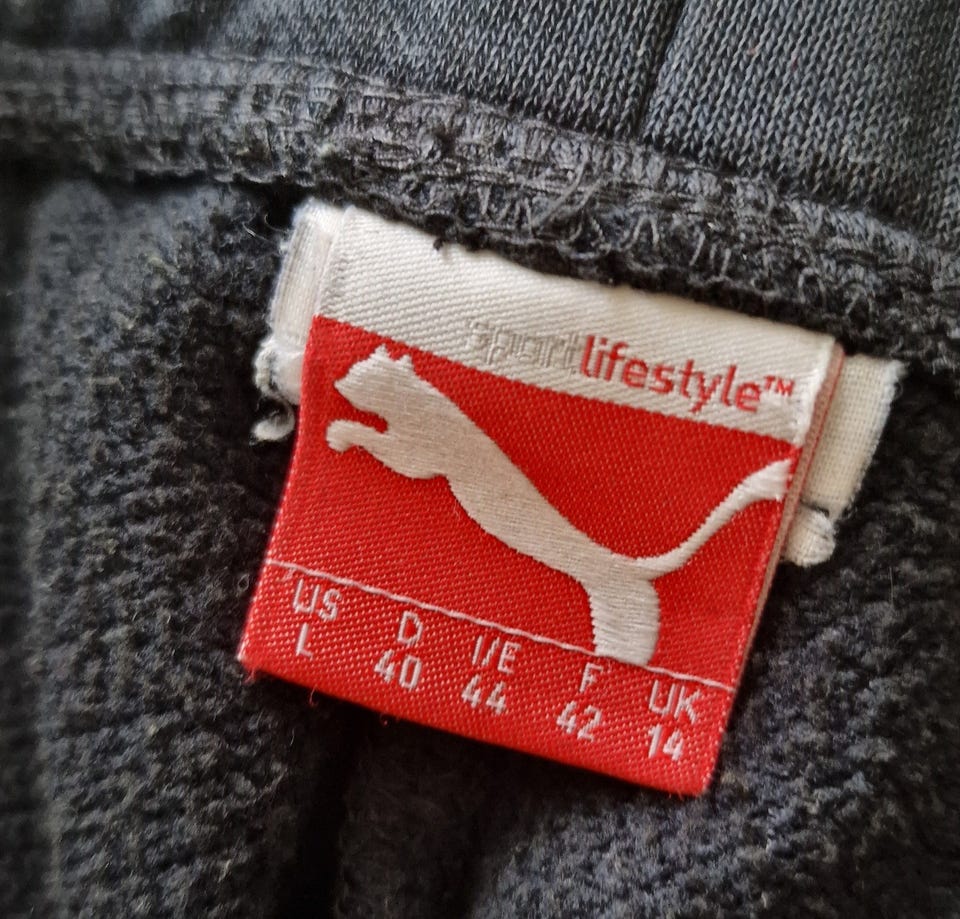 sportlifestyle™
US D I/E F UK
L 40 44 42 14